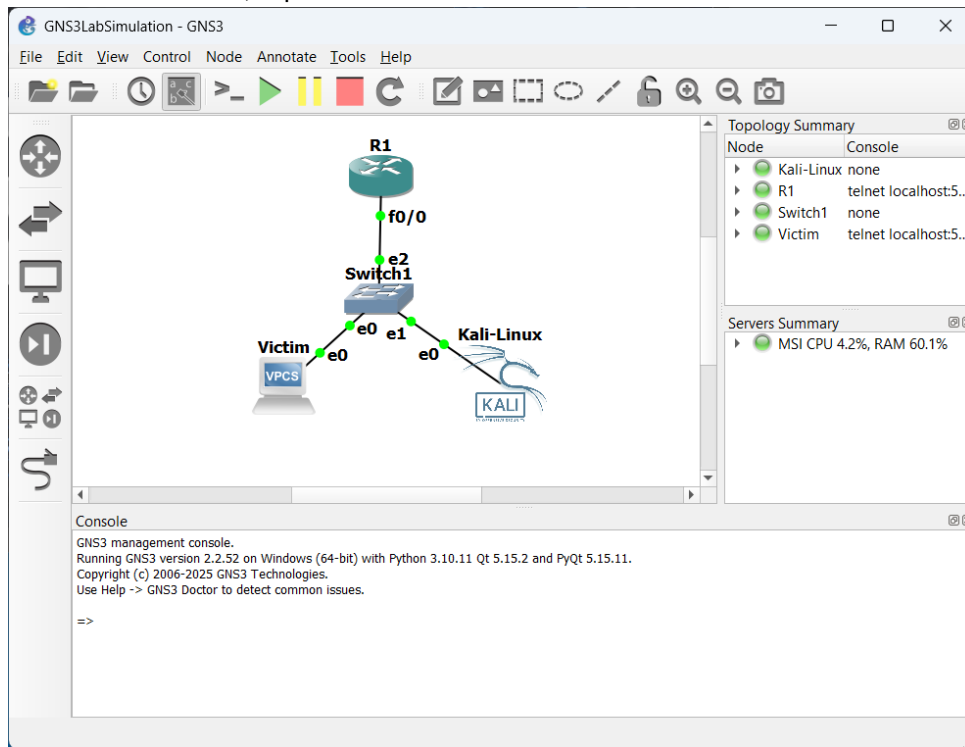 GNS3LabSimulation - GNS3
File Edit View Control Node Annotate Tools Help
R1
f0/0
e2
Switch1
e0 e1
Kali-Linux
Victim
e0
e0
VPCS
KALI
Topology Summary
Node Console
Kali-Linux none
R1 telnet localhost:5..
Switch1 none
Victim telnet localhost:5..
Servers Summary
MSI CPU 4.2%, RAM 60.1%
Console
GNS3 management console.
Running GNS3 version 2.2.52 on Windows (64-bit) with Python 3.10.11 Qt 5.15.2 and PyQt 5.15.11.
Copyright (c) 2006-2025 GNS3 Technologies.
Use Help -> GNS3 Doctor to detect common issues.
=>